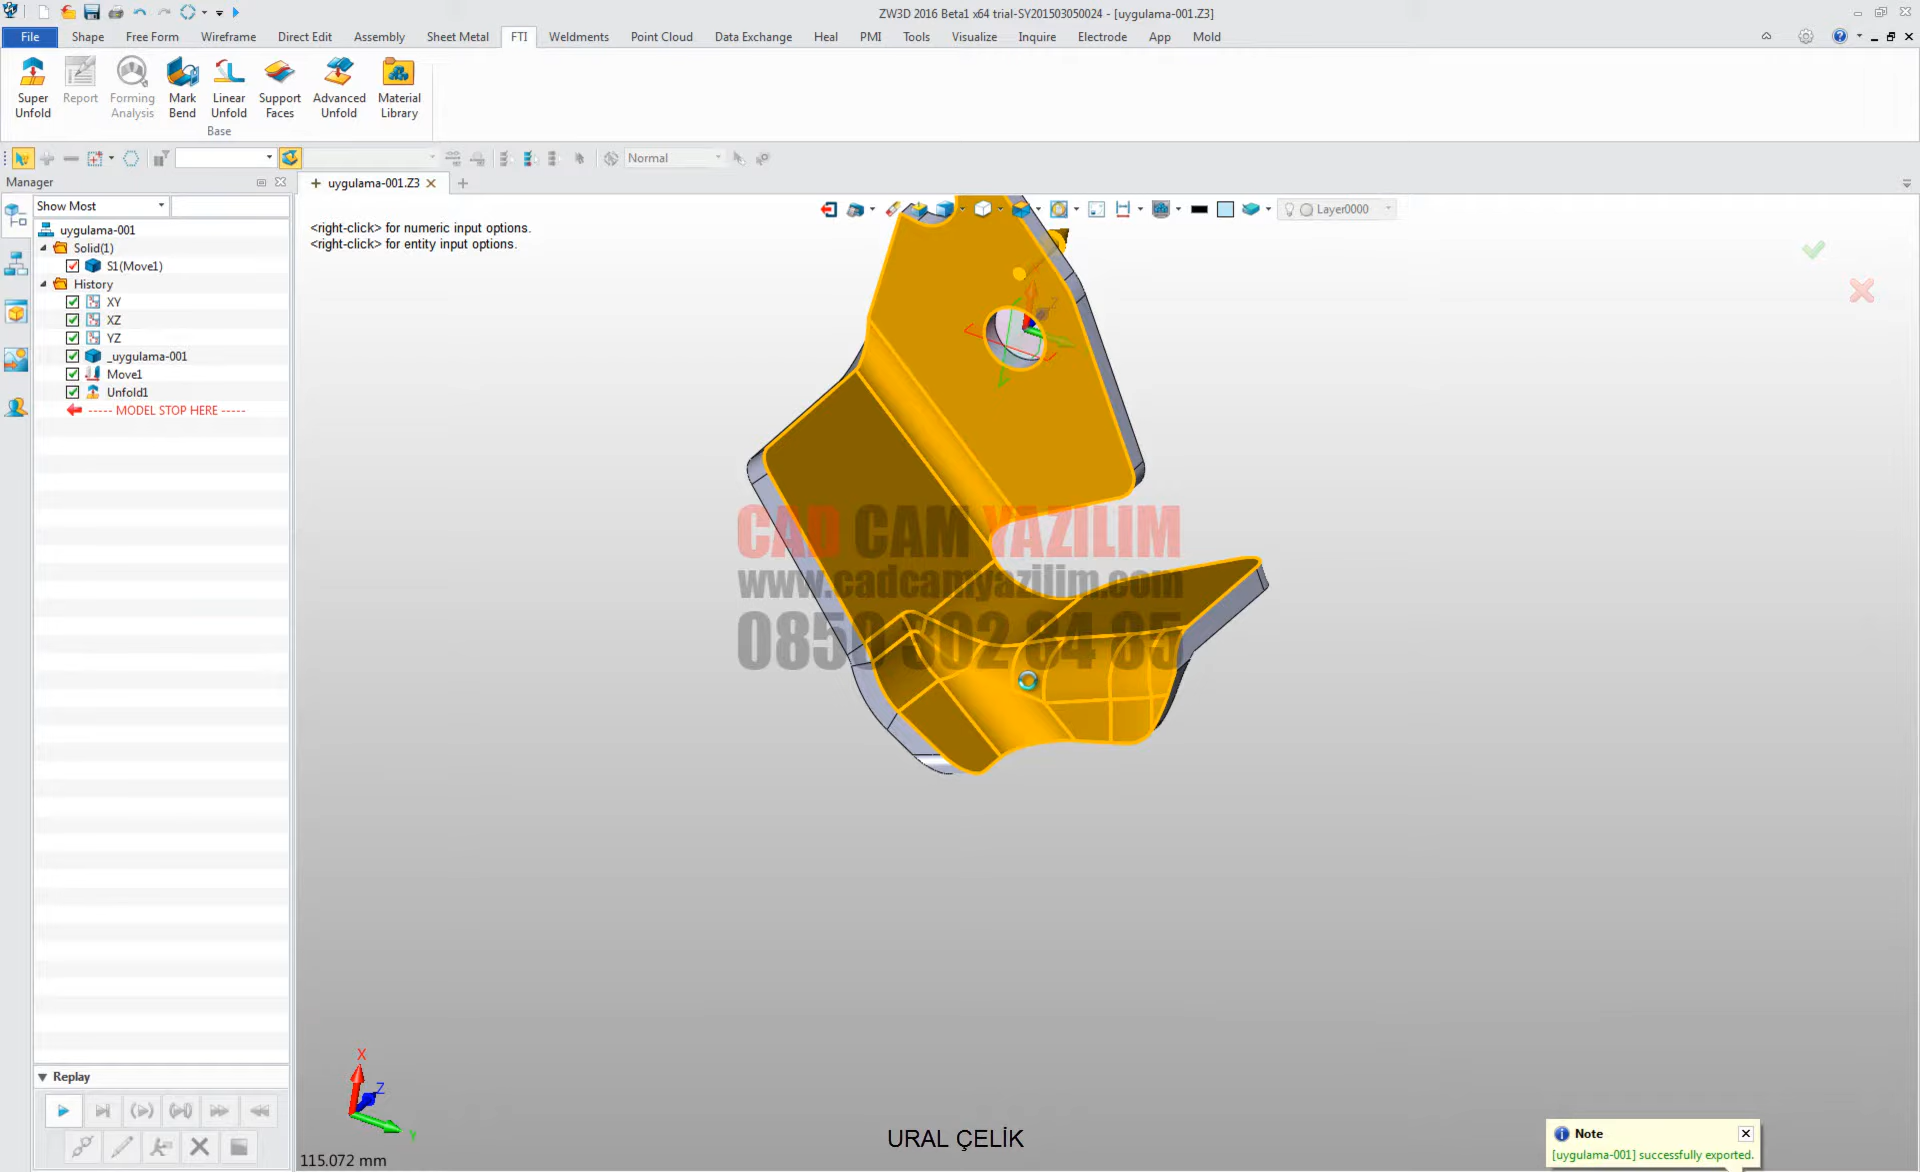 ZW3D 2016 Beta1 x64 trial-SY201503050024 - [uygulama-001.Z3]
File Shape Free Form Wireframe Direct Edit Assembly Sheet Metal FTI Weldments Point Cloud Data Exchange Heal PMI Tools Visualize Inquire Electrode App Mold
Super Unfold
Report
Forming Analysis
Mark Bend
Linear Unfold
Support Faces
Advanced Unfold
Material Library
Base
Normal
Manager
uygulama-001.Z3
Show Most
Layer0000
<right-click> for numeric input options.
<right-click> for entity input options.
uygulama-001
Solid(1)
S1(Move1)
History
XY
XZ
YZ
_uygulama-001
Move1
Unfold1
----- MODEL STOP HERE -----
CAD CAM YAZILIM
www.cadcamyazilim.com
0850 302 84 85
Z
Replay
X
Z
Y
115.072 mm
URAL ÇELİK
Note
[uygulama-001] successfully exported.